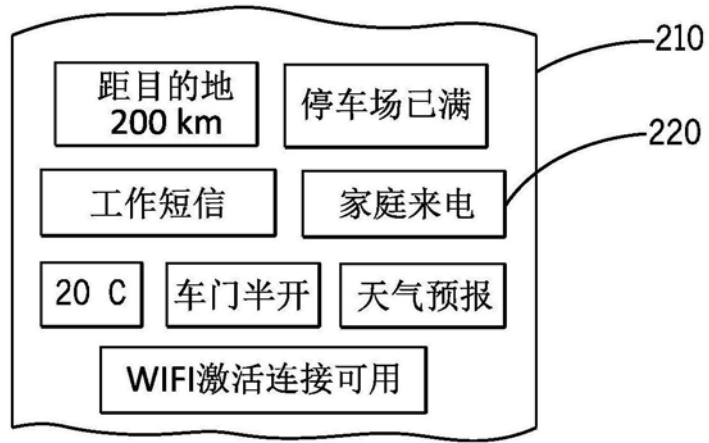 距目的地
200 km
停车场已满
210
220
工作短信
家庭来电
20 C
车门半开
天气预报
WIFI激活连接可用